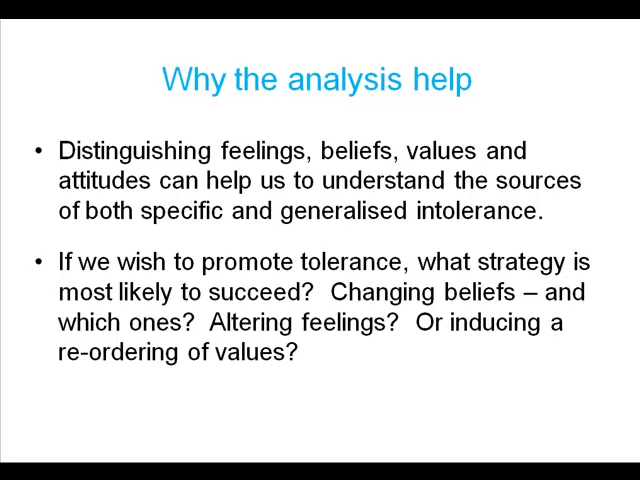 Why the analysis help
• Distinguishing feelings, beliefs, values and
attitudes can help us to understand the sources
of both specific and generalised intolerance.
• If we wish to promote tolerance, what strategy is
most likely to succeed?  Changing beliefs – and
which ones?  Altering feelings?  Or inducing a
re-ordering of values?